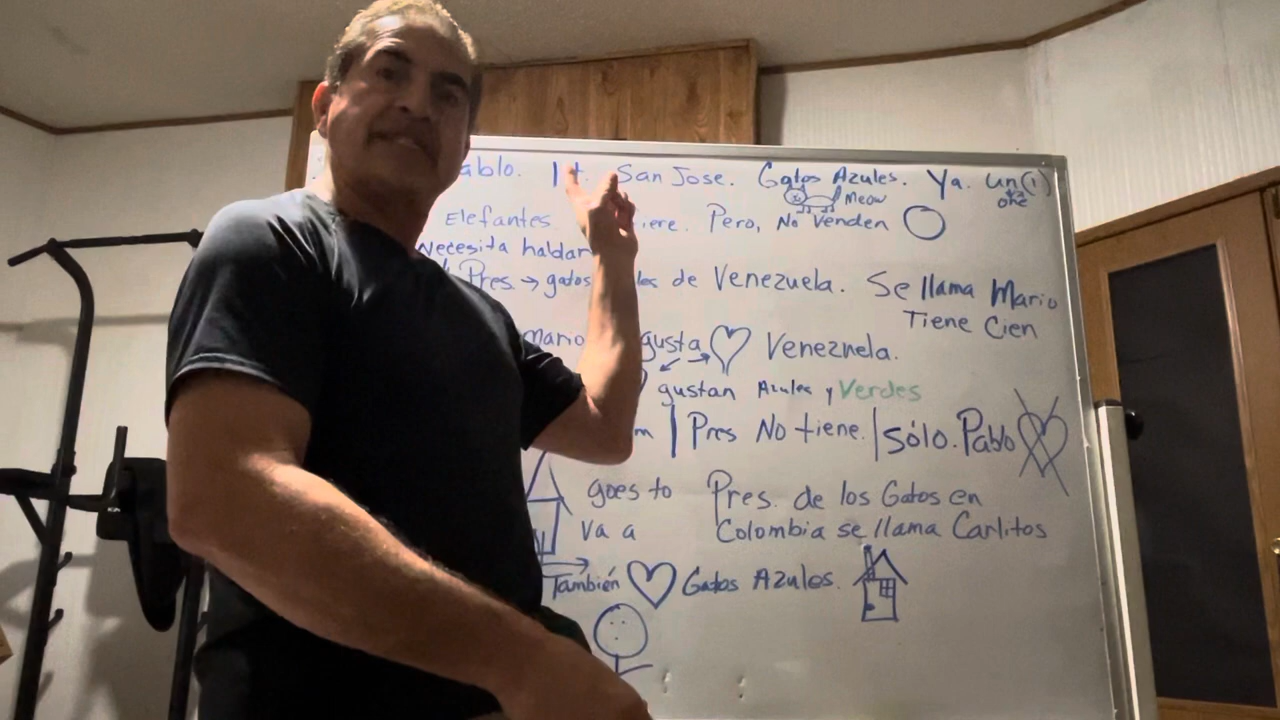 ablo. San Jose. Gatos Azules. Ya. un(1)
Meow one
Elefantes iere. Pero, No Venden
Necesita haldar
Pres. → gatos les de Venezuela. Se llama Mario
Tiene Cien
Mario gusta Venezuela.
gustan Azules y Verdes
m | Pres No tiene. | Sólo. Pablo
goes to Pres. de los Gatos en
va a Colombia se llama Carlitos
También Gatos Azules.